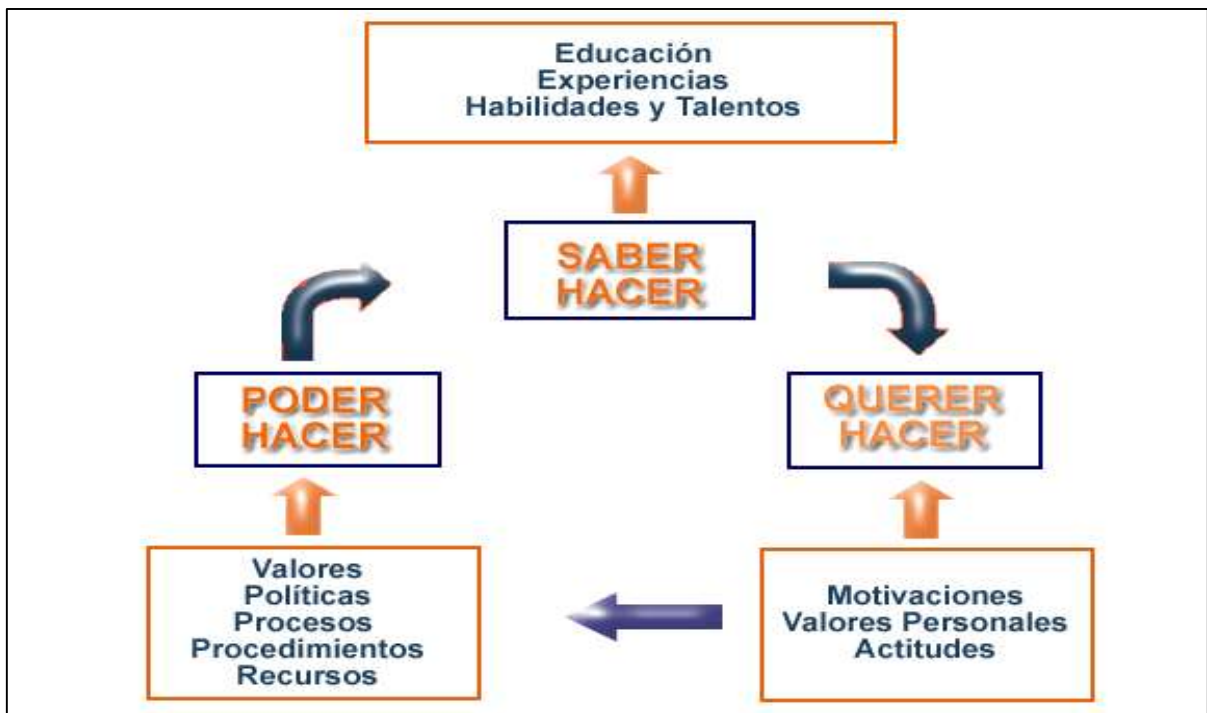 Educación
Experiencias
Habilidades y Talentos
SABER
HACER
PODER
HACER
QUERER
HACER
Valores
Políticas
Procesos
Procedimientos
Recursos
Motivaciones
Valores Personales
Actitudes